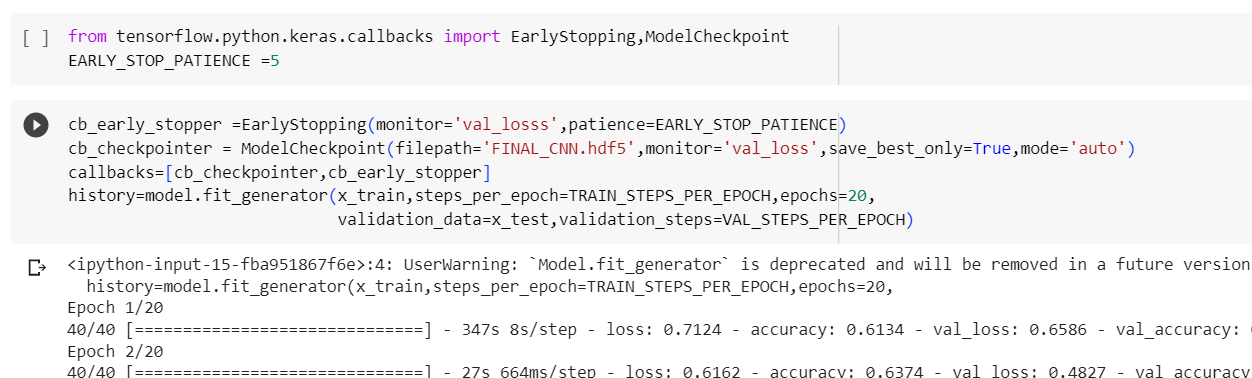 [ ] from tensorflow.python.keras.callbacks import EarlyStopping,ModelCheckpoint
EARLY_STOP_PATIENCE =5
cb_early_stopper =EarlyStopping(monitor='val_losss',patience=EARLY_STOP_PATIENCE)
cb_checkpointer = ModelCheckpoint(filepath='FINAL_CNN.hdf5',monitor='val_loss',save_best_only=True,mode='auto')
callbacks=[cb_checkpointer,cb_early_stopper]
history=model.fit_generator(x_train,steps_per_epoch=TRAIN_STEPS_PER_EPOCH,epochs=20,
validation_data=x_test,validation_steps=VAL_STEPS_PER_EPOCH)
<ipython-input-15-fba951867f6e>:4: UserWarning: `Model.fit_generator` is deprecated and will be removed in a future version
history=model.fit_generator(x_train,steps_per_epoch=TRAIN_STEPS_PER_EPOCH,epochs=20,
Epoch 1/20
40/40 [==============================] - 347s 8s/step - loss: 0.7124 - accuracy: 0.6134 - val_loss: 0.6586 - val_accuracy:
Epoch 2/20
40/40 [==============================] - 27s 664ms/step - loss: 0.6162 - accuracy: 0.6374 - val_loss: 0.4827 - val_accuracy